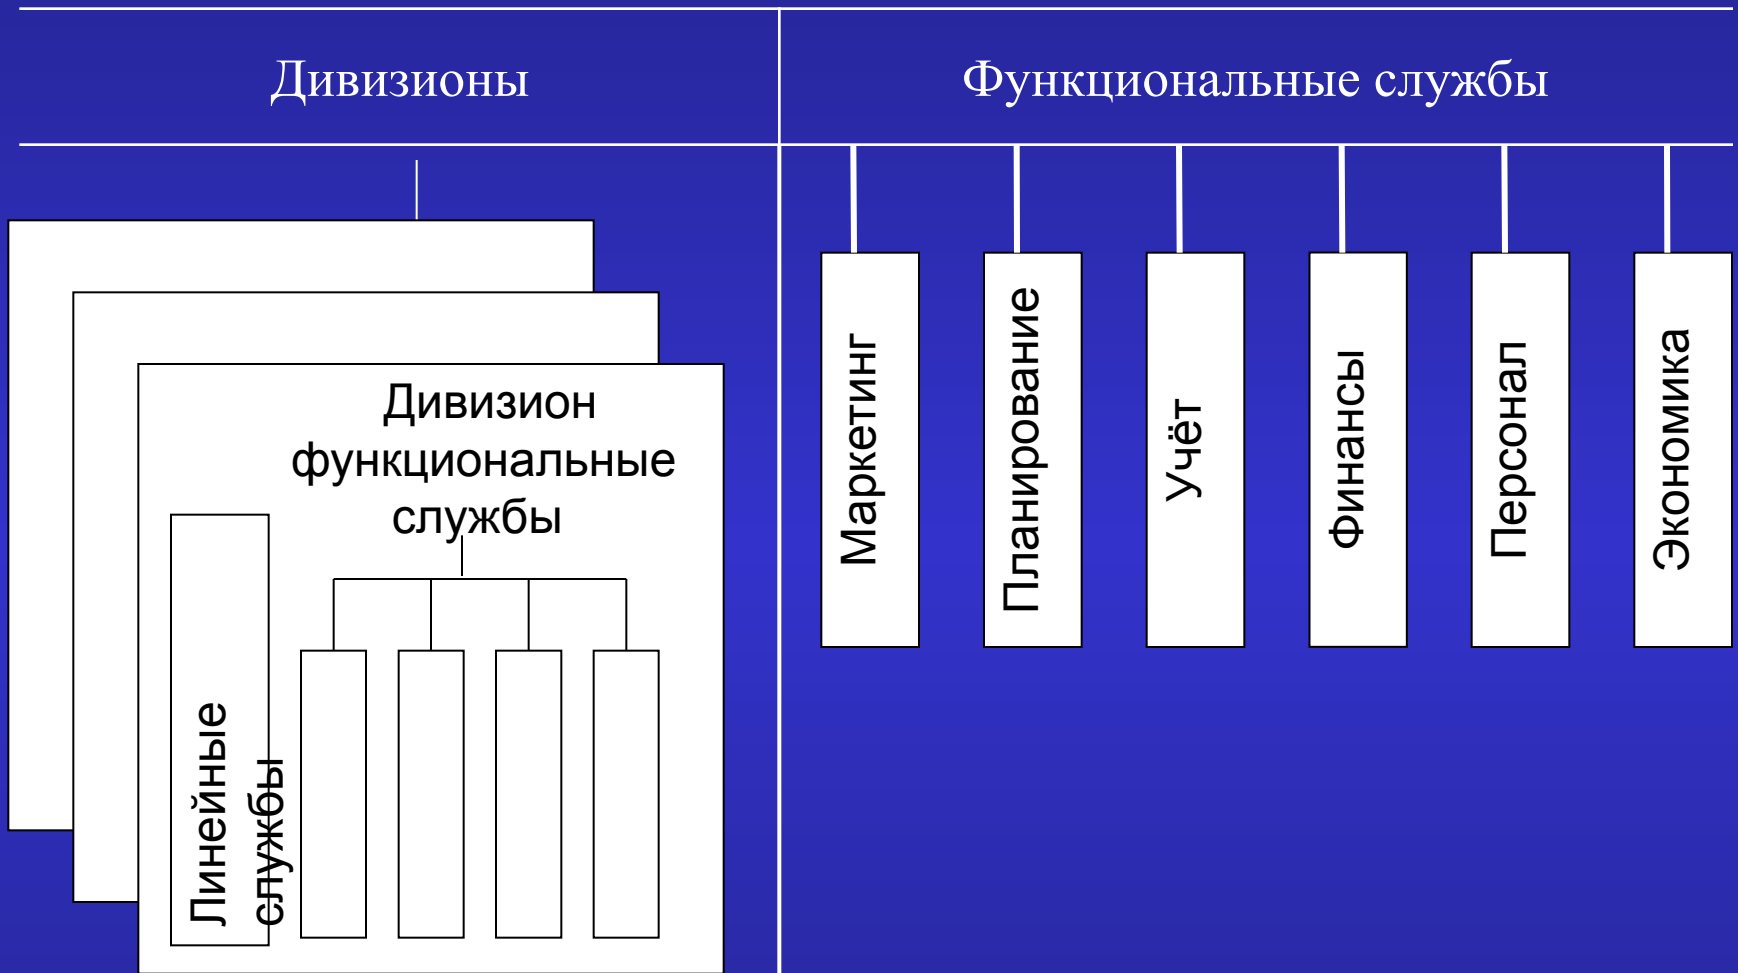 Дивизионы
Функциональные службы
Дивизион
функциональные
службы
Линейные
службы
Маркетинг
Планирование
Учёт
Финансы
Персонал
Экономика